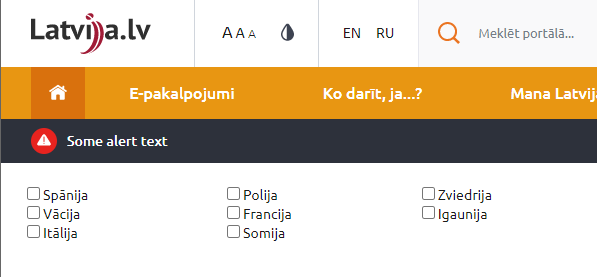 Latvija.lv
A A A
EN RU
Meklēt portālā...
E-pakalpojumi Ko darīt, ja...? Mana Latvij
Some alert text
Spānija Polija Zviedrija
Vācija Francija Igaunija
Itālija Somija